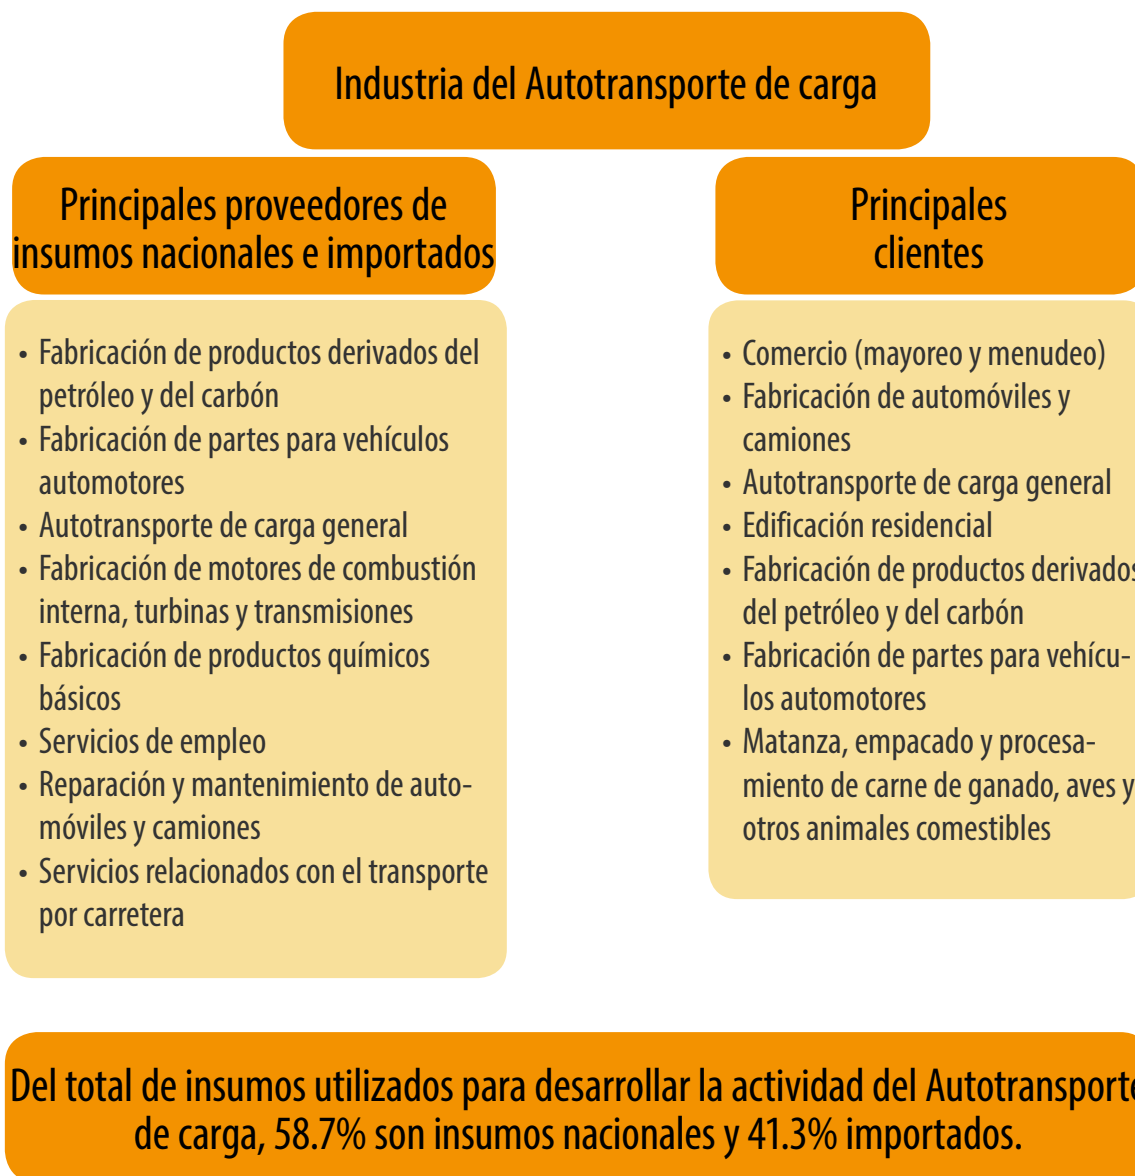 Industria del Autotransporte de carga
Principales proveedores de
insumos nacionales e importados
• Fabricación de productos derivados del
petróleo y del carbón
• Fabricación de partes para vehículos
automotores
• Autotransporte de carga general
• Fabricación de motores de combustión
interna, turbinas y transmisiones
• Fabricación de productos químicos
básicos
• Servicios de empleo
• Reparación y mantenimiento de auto-
móviles y camiones
• Servicios relacionados con el transporte
por carretera
Principales
clientes
• Comercio (mayoreo y menudeo)
• Fabricación de automóviles y
camiones
• Autotransporte de carga general
• Edificación residencial
• Fabricación de productos derivados
del petróleo y del carbón
• Fabricación de partes para vehícu-
los automotores
• Matanza, empacado y procesa-
miento de carne de ganado, aves y
otros animales comestibles
Del total de insumos utilizados para desarrollar la actividad del Autotransporte
de carga, 58.7% son insumos nacionales y 41.3% importados.